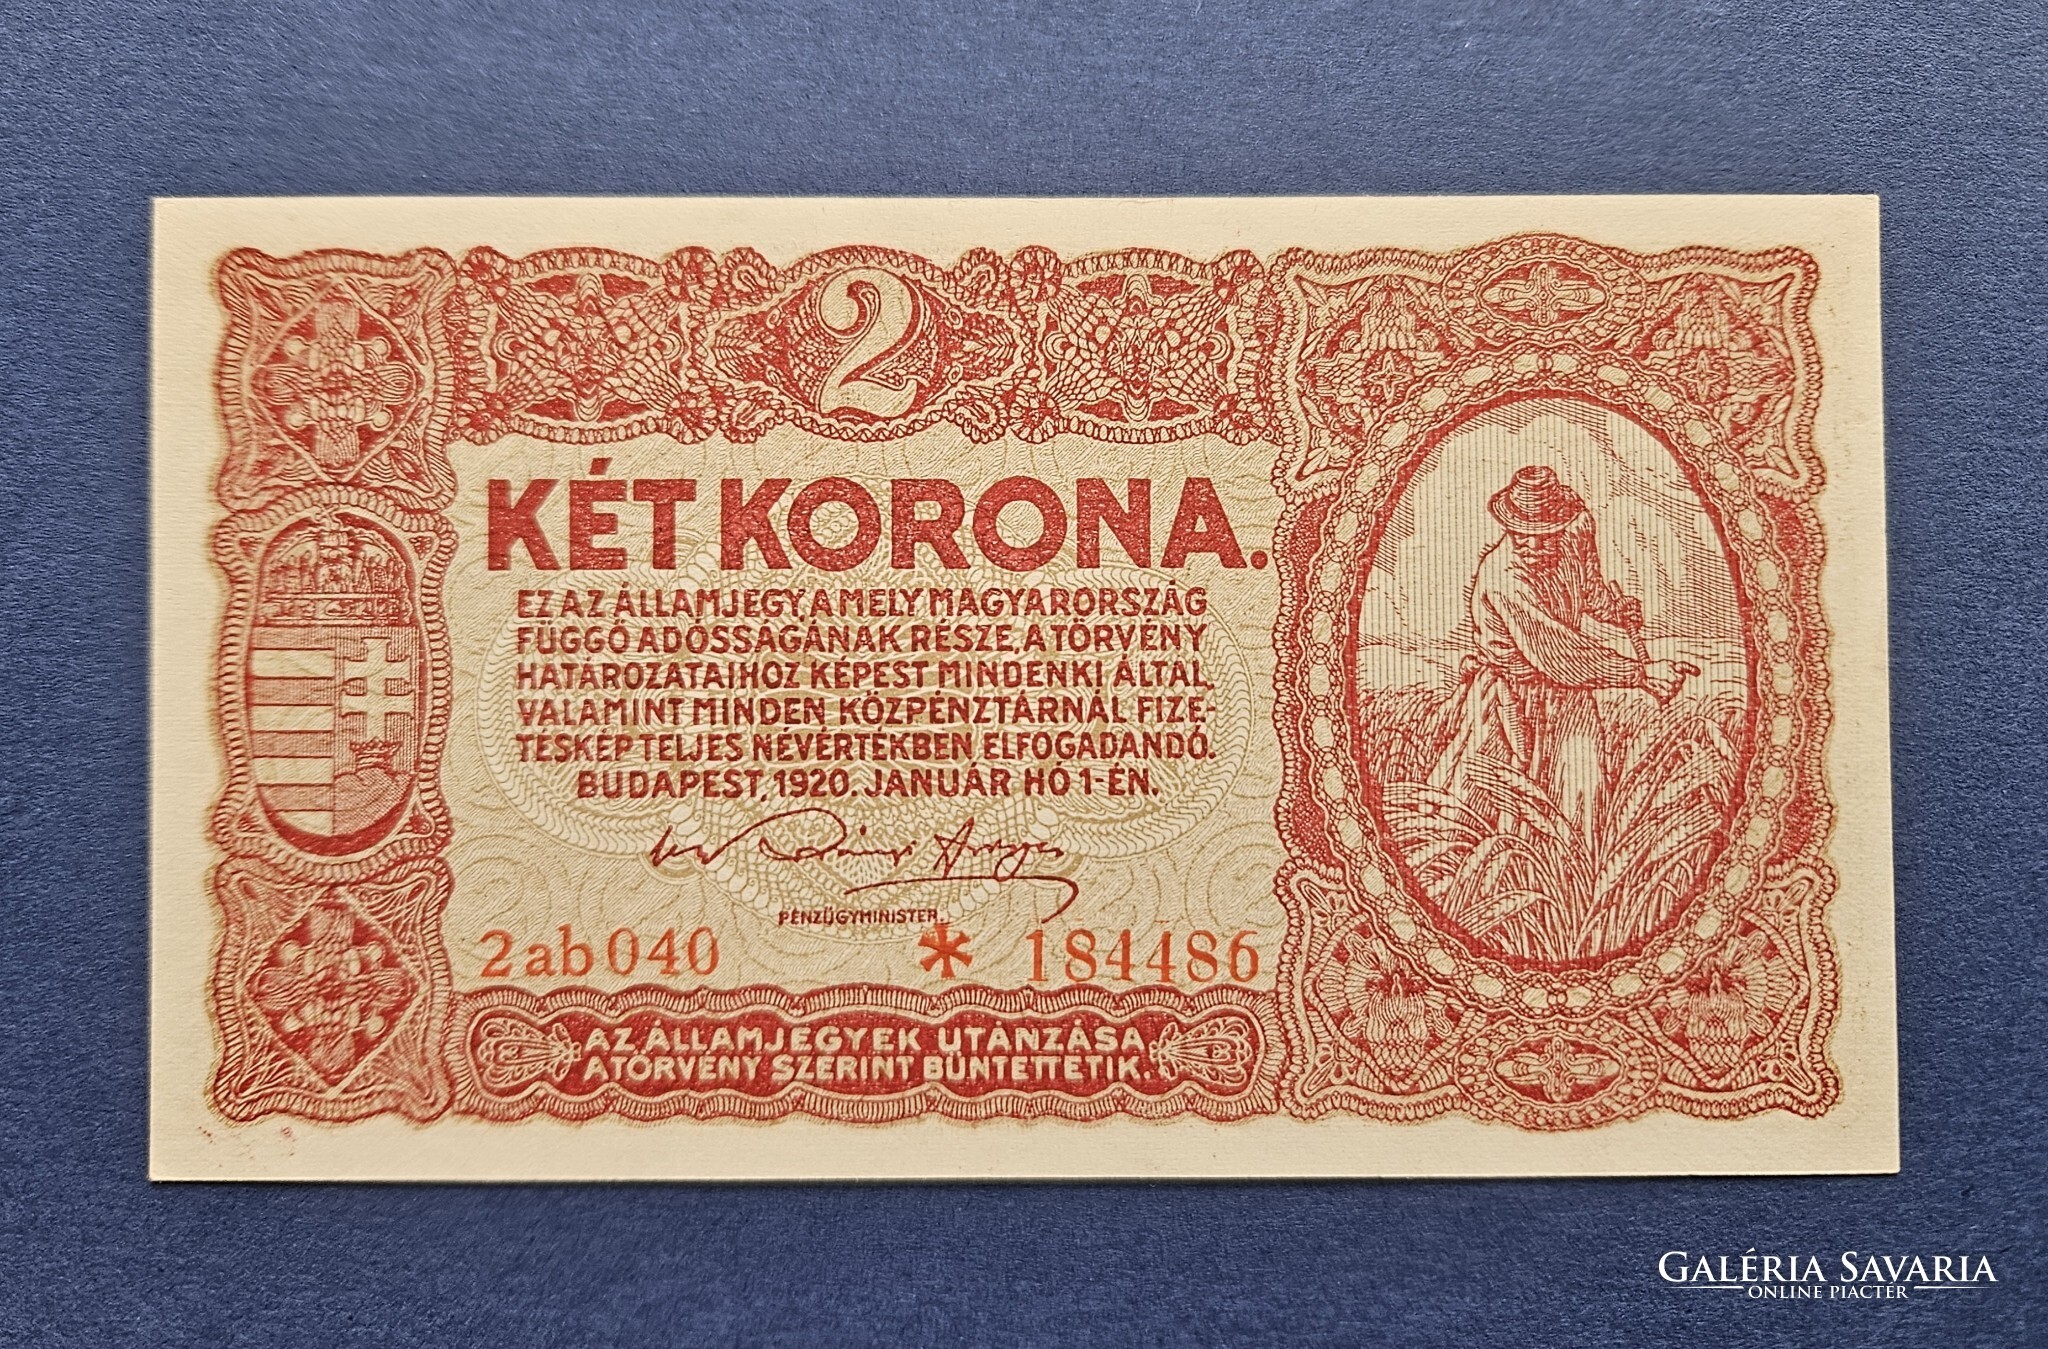 2
KÉT KORONA.
EZ AZ ÁLLAMJEGY, AMELY MAGYARORSZÁG
FÜGGŐ ADÓSSÁGÁNAK RÉSZE, A TÖRVÉNY
HATÁROZATAIHOZ KÉPEST MINDENKI ÁLTAL,
VALAMINT MINDEN KÖZPÉNZTÁRNÁL FIZE-
TÉSKÉP TELJES NÉVÉRTÉKBEN ELFOGADANDÓ.
BUDAPEST, 1920. JANUÁR HÓ 1-ÉN.
PÉNZÜGYMINISTER.
2ab040 * 184486
AZ ÁLLAMJEGYEK UTÁNZÁSA
A TÖRVÉNY SZERINT BÜNTETTETIK.
GALÉRIA SAVARIA
ONLINE PIACTÉR